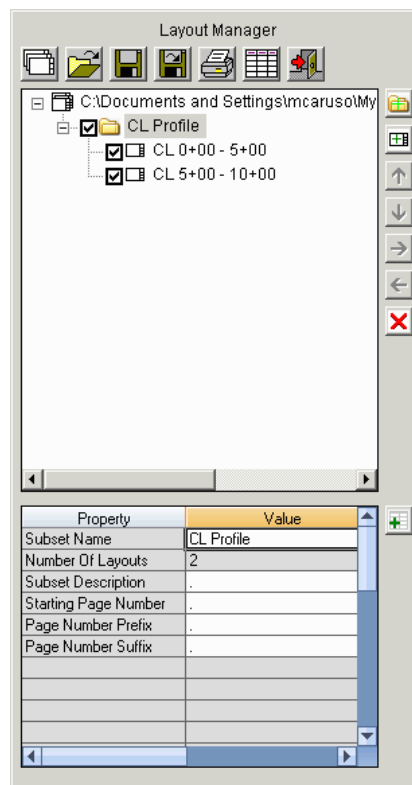 Layout Manager
C:\Documents and Settings\mcaruso\My
CL Profile
CL 0+00 - 5+00
CL 5+00 - 10+00
Property Value
Subset Name CL Profile
Number Of Layouts 2
Subset Description .
Starting Page Number .
Page Number Prefix .
Page Number Suffix .